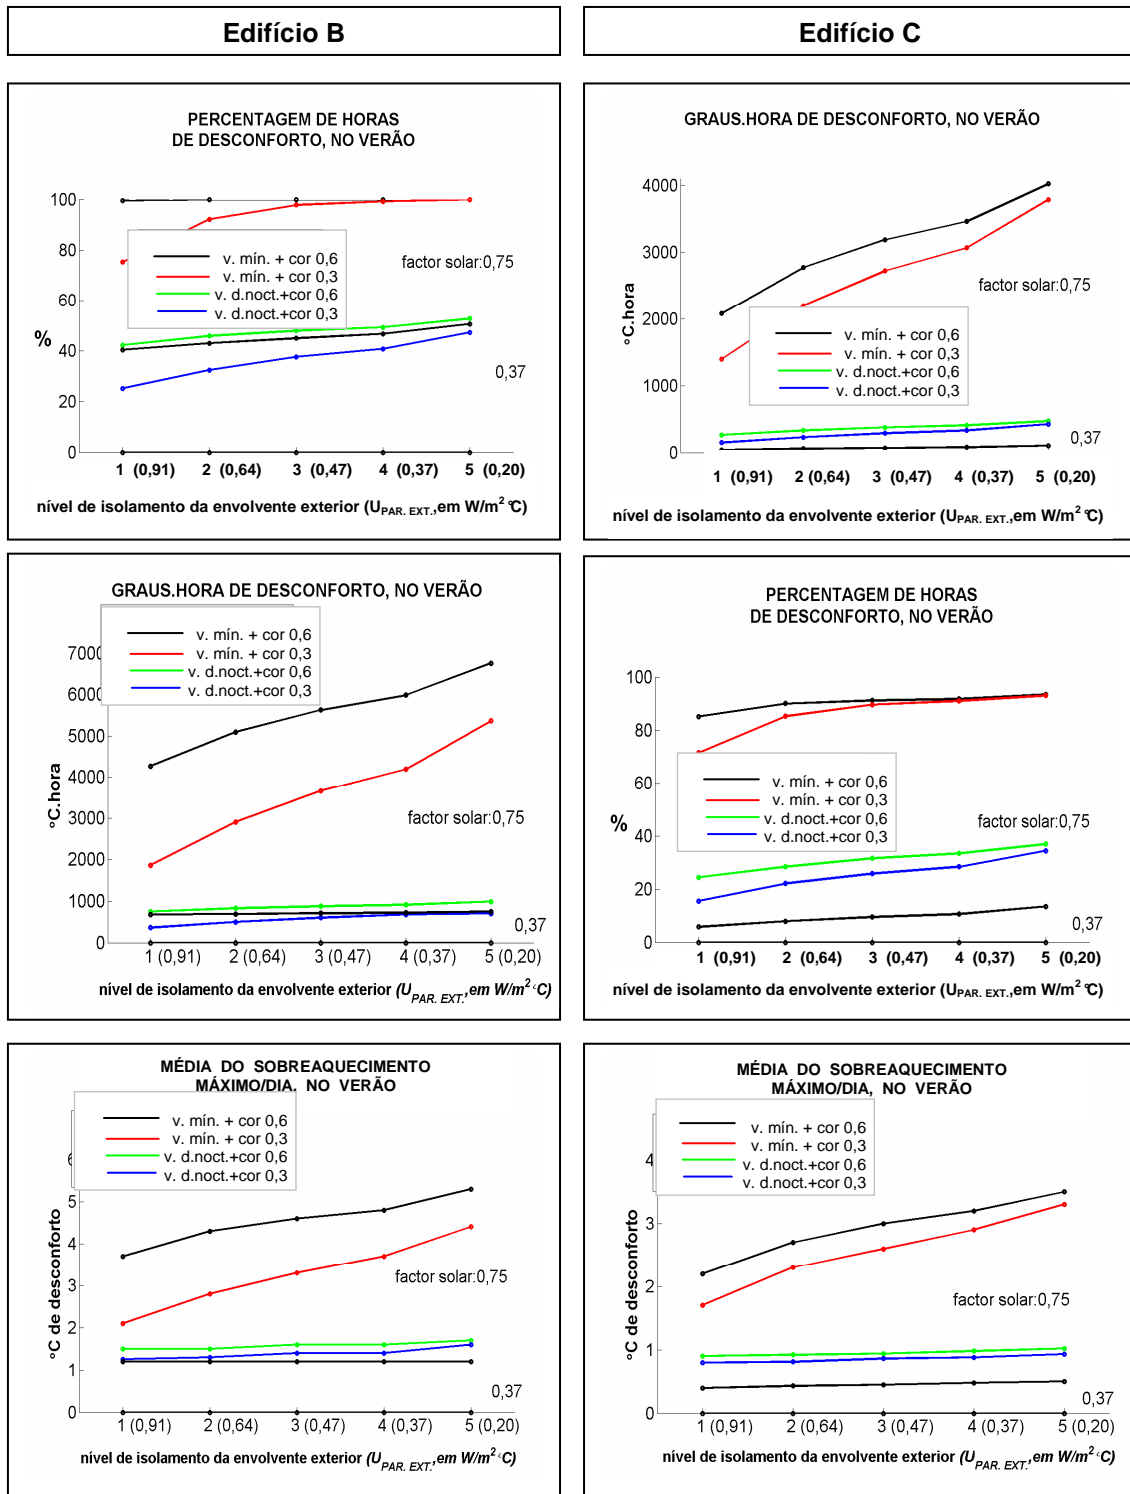 Edifício B
Edifício C
PERCENTAGEM DE HORAS
DE DESCONFORTO, NO VERÃO
100
80
60
40
20
0
%
v. mín. + cor 0,6
v. mín. + cor 0,3
v. d.noct.+cor 0,6
v. d.noct.+cor 0,3
factor solar:0,75
0,37
1 (0,91) 2 (0,64) 3 (0,47) 4 (0,37) 5 (0,20)
nível de isolamento da envolvente exterior (U PAR. EXT.,em W/m² °C)
GRAUS.HORA DE DESCONFORTO, NO VERÃO
4000
3000
2000
1000
0
°C.hora
v. mín. + cor 0,6
v. mín. + cor 0,3
v. d.noct.+cor 0,6
v. d.noct.+cor 0,3
factor solar:0,75
0,37
1 (0,91) 2 (0,64) 3 (0,47) 4 (0,37) 5 (0,20)
nível de isolamento da envolvente exterior (U PAR. EXT.,em W/m² °C)
GRAUS.HORA DE DESCONFORTO, NO VERÃO
v. mín. + cor 0,6
v. mín. + cor 0,3
v. d.noct.+cor 0,6
v. d.noct.+cor 0,3
7000
6000
5000
4000
3000
2000
1000
0
°C.hora
factor solar:0,75
0,37
1 (0,91) 2 (0,64) 3 (0,47) 4 (0,37) 5 (0,20)
nível de isolamento da envolvente exterior (U PAR. EXT.,em W/m² °C)
PERCENTAGEM DE HORAS
DE DESCONFORTO, NO VERÃO
100
80
60
40
20
0
%
v. mín. + cor 0,6
v. mín. + cor 0,3
v. d.noct.+cor 0,6
v. d.noct.+cor 0,3
factor solar:0,75
0,37
1 (0,91) 2 (0,64) 3 (0,47) 4 (0,37) 5 (0,20)
nível de isolamento da envolvente exterior (U PAR. EXT.,em W/m² °C)
MÉDIA DO SOBREAQUECIMENTO
MÁXIMO/DIA, NO VERÃO
v. mín. + cor 0,6
v. mín. + cor 0,3
v. d.noct.+cor 0,6
v. d.noct.+cor 0,3
6
5
4
3
2
1
0
°C de desconforto
factor solar:0,75
0,37
1 (0,91) 2 (0,64) 3 (0,47) 4 (0,37) 5 (0,20)
nível de isolamento da envolvente exterior (U PAR. EXT.,em W/m² °C)
MÉDIA DO SOBREAQUECIMENTO
MÁXIMO/DIA, NO VERÃO
v. mín. + cor 0,6
v. mín. + cor 0,3
v. d.noct.+cor 0,6
v. d.noct.+cor 0,3
4
3
2
1
0
°C de desconforto
factor solar:0,75
0,37
1 (0,91) 2 (0,64) 3 (0,47) 4 (0,37) 5 (0,20)
nível de isolamento da envolvente exterior (U PAR. EXT.,em W/m² °C)